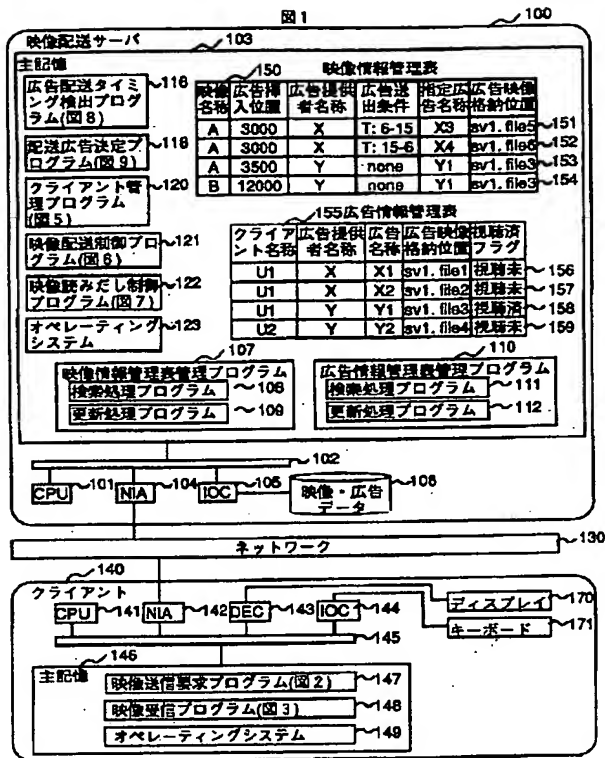 図1
100
映像配送サーバ
103
主記憶
広告配送タイミ
ング検出プログ
ラム(図8)
116
配送広告決定プ
ログラム(図9)
118
クライアント管
理プログラム
(図5)
120
映像配送制御プロ
グラム(図6)
121
映像読みだし制御
プログラム(図7)
122
オペレーティング
システム
123
150
映像情報管理表
映像名称 広告挿入位置 広告提供者名称 広告送出条件 指定広告名称 広告映像格納位置
A 3000 X T: 6-15 X3 sv1.file5 151
A 3000 X T: 15-6 X4 sv1.file6 152
A 3500 Y none Y1 sv1.file3 153
B 12000 Y none Y1 sv1.file3 154
155 広告情報管理表
クライアント名称 広告提供者名称 広告名称 広告映像格納位置 視聴済フラグ
U1 X X1 sv1.file1 視聴未 156
U1 X X2 sv1.file2 視聴未 157
U1 Y Y1 sv1.file3 視聴済 158
U2 Y Y2 sv1.file4 視聴未 159
107
映像情報管理表管理プログラム
検索処理プログラム 108
更新処理プログラム 109
110
広告情報管理表管理プログラム
検索処理プログラム 111
更新処理プログラム 112
102
CPU 101 NIA 104 IOC 105
映像・広告
データ
106
ネットワーク
130
140
クライアント
CPU 141 NIA 142 DEC 143 IOC 144
ディスプレイ 170
キーボード 171
145
146
主記憶
映像送信要求プログラム(図2) 147
映像受信プログラム(図3) 148
オペレーティングシステム 149